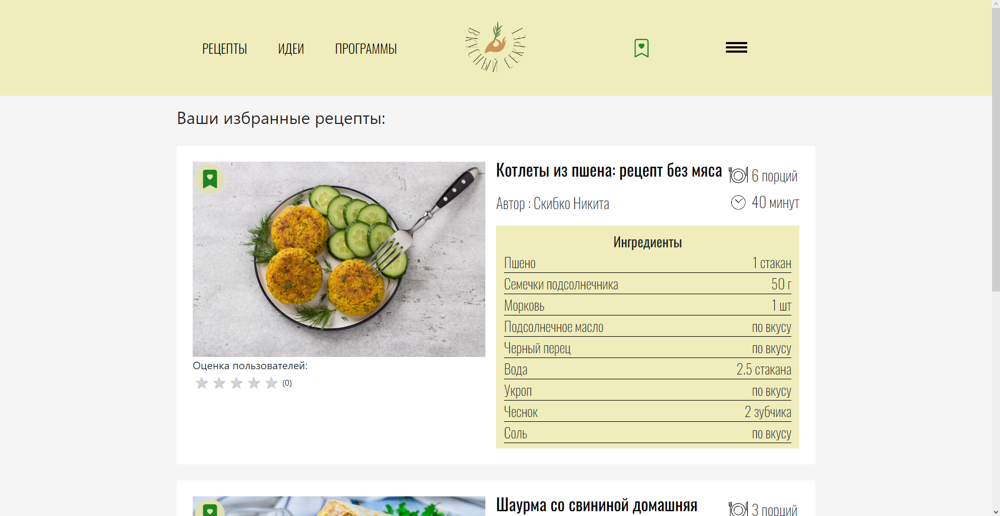 РЕЦЕПТЫ
ИДЕИ
ПРОГРАММЫ
ВКУСНЫЙ СЕКРЕТ
Ваши избранные рецепты:
Котлеты из пшена: рецепт без мяса
6 порций
Автор : Скибко Никита
40 минут
Ингредиенты
Пшено 1 стакан
Семечки подсолнечника 50 г
Морковь 1 шт
Подсолнечное масло по вкусу
Черный перец по вкусу
Вода 2.5 стакана
Укроп по вкусу
Чеснок 2 зубчика
Соль по вкусу
Оценка пользователей:
(0)
Шаурма со свининой домашняя
3 порций